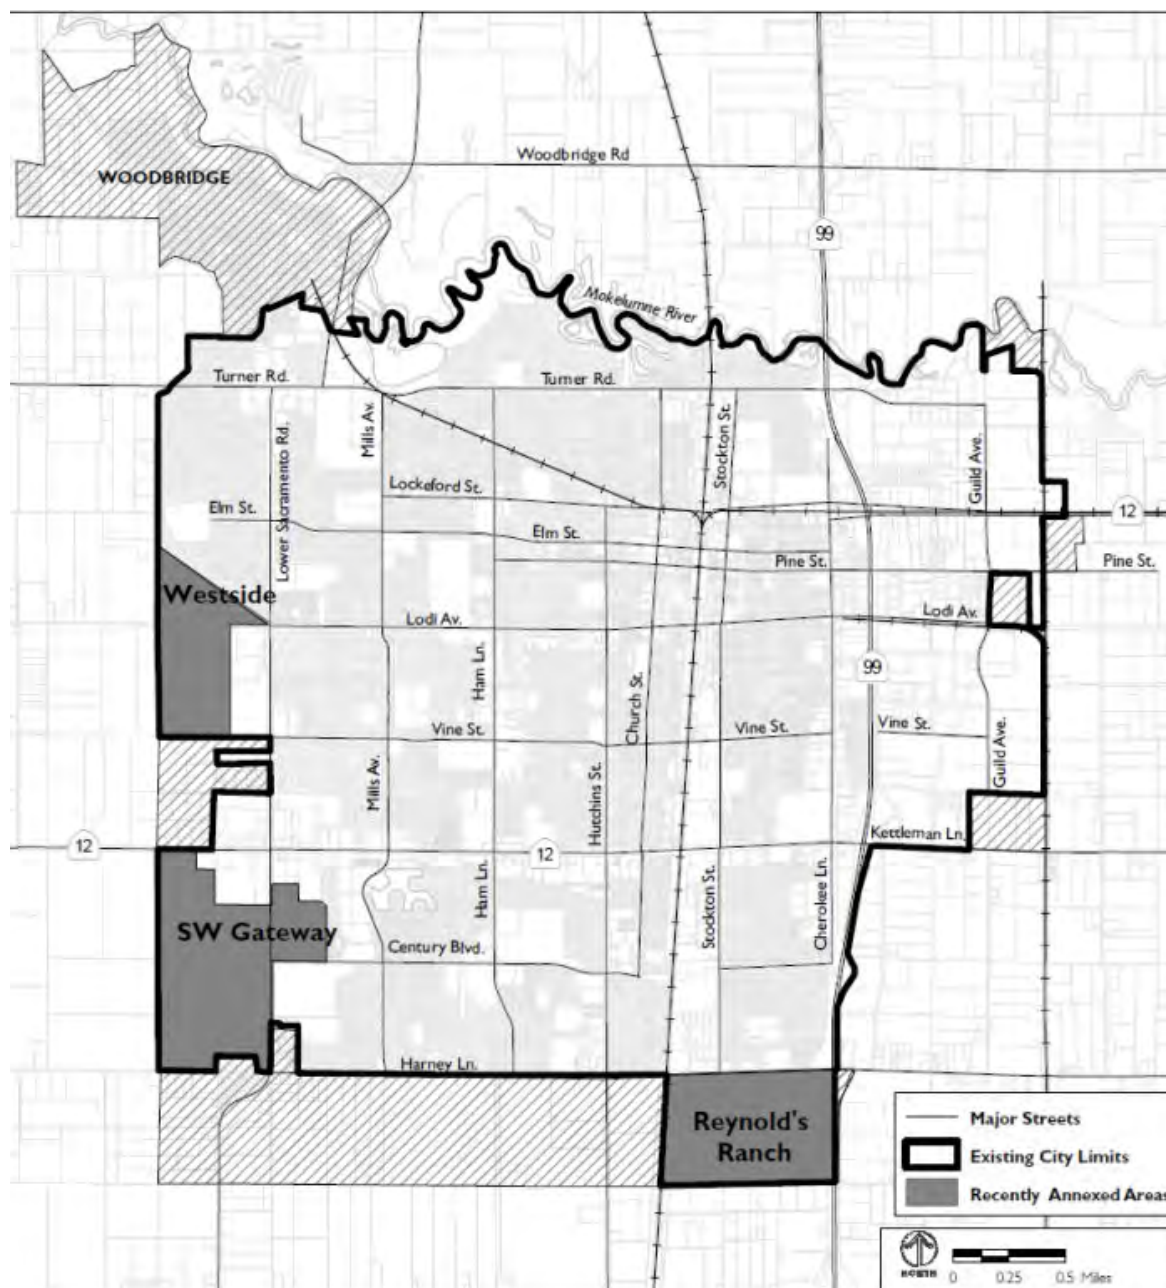 Woodbridge Rd
WOODBRIDGE
99
Mokelumne River
Turner Rd.
Turner Rd.
Mills Av.
Stockton St.
Lower Sacramento Rd.
Guild Ave.
Lockeford St.
Elm St.
12
Elm St.
Pine St.
Pine St.
Westside
Lodi Av.
Lodi Av.
Ham Ln.
99
Church St.
Vine St.
Vine St.
Vine St.
Guild Ave.
Mills Av.
Hutchins St.
Kettleman Ln.
12
12
Ham Ln.
Stockton St.
Cherokee Ln.
SW Gateway
Century Blvd.
Harney Ln.
Reynold's
Ranch
Major Streets
Existing City Limits
Recently Annexed Areas
NORTH
0 0.25 0.5 Miles